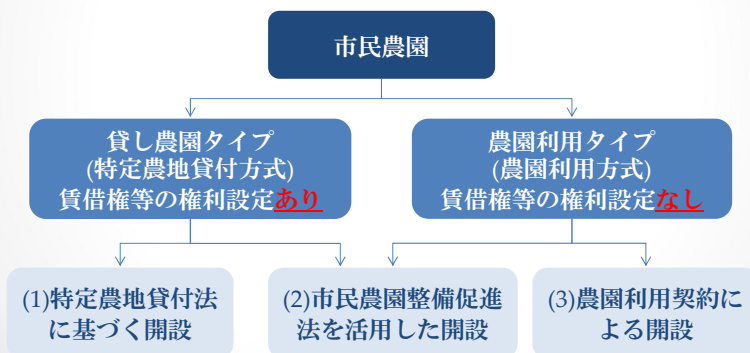 市民農園
貸し農園タイプ
(特定農地貸付方式)
賃借権等の権利設定あり
農園利用タイプ
(農園利用方式)
賃借権等の権利設定なし
(1)特定農地貸付法
に基づく開設
(2)市民農園整備促進
法を活用した開設
(3)農園利用契約に
よる開設